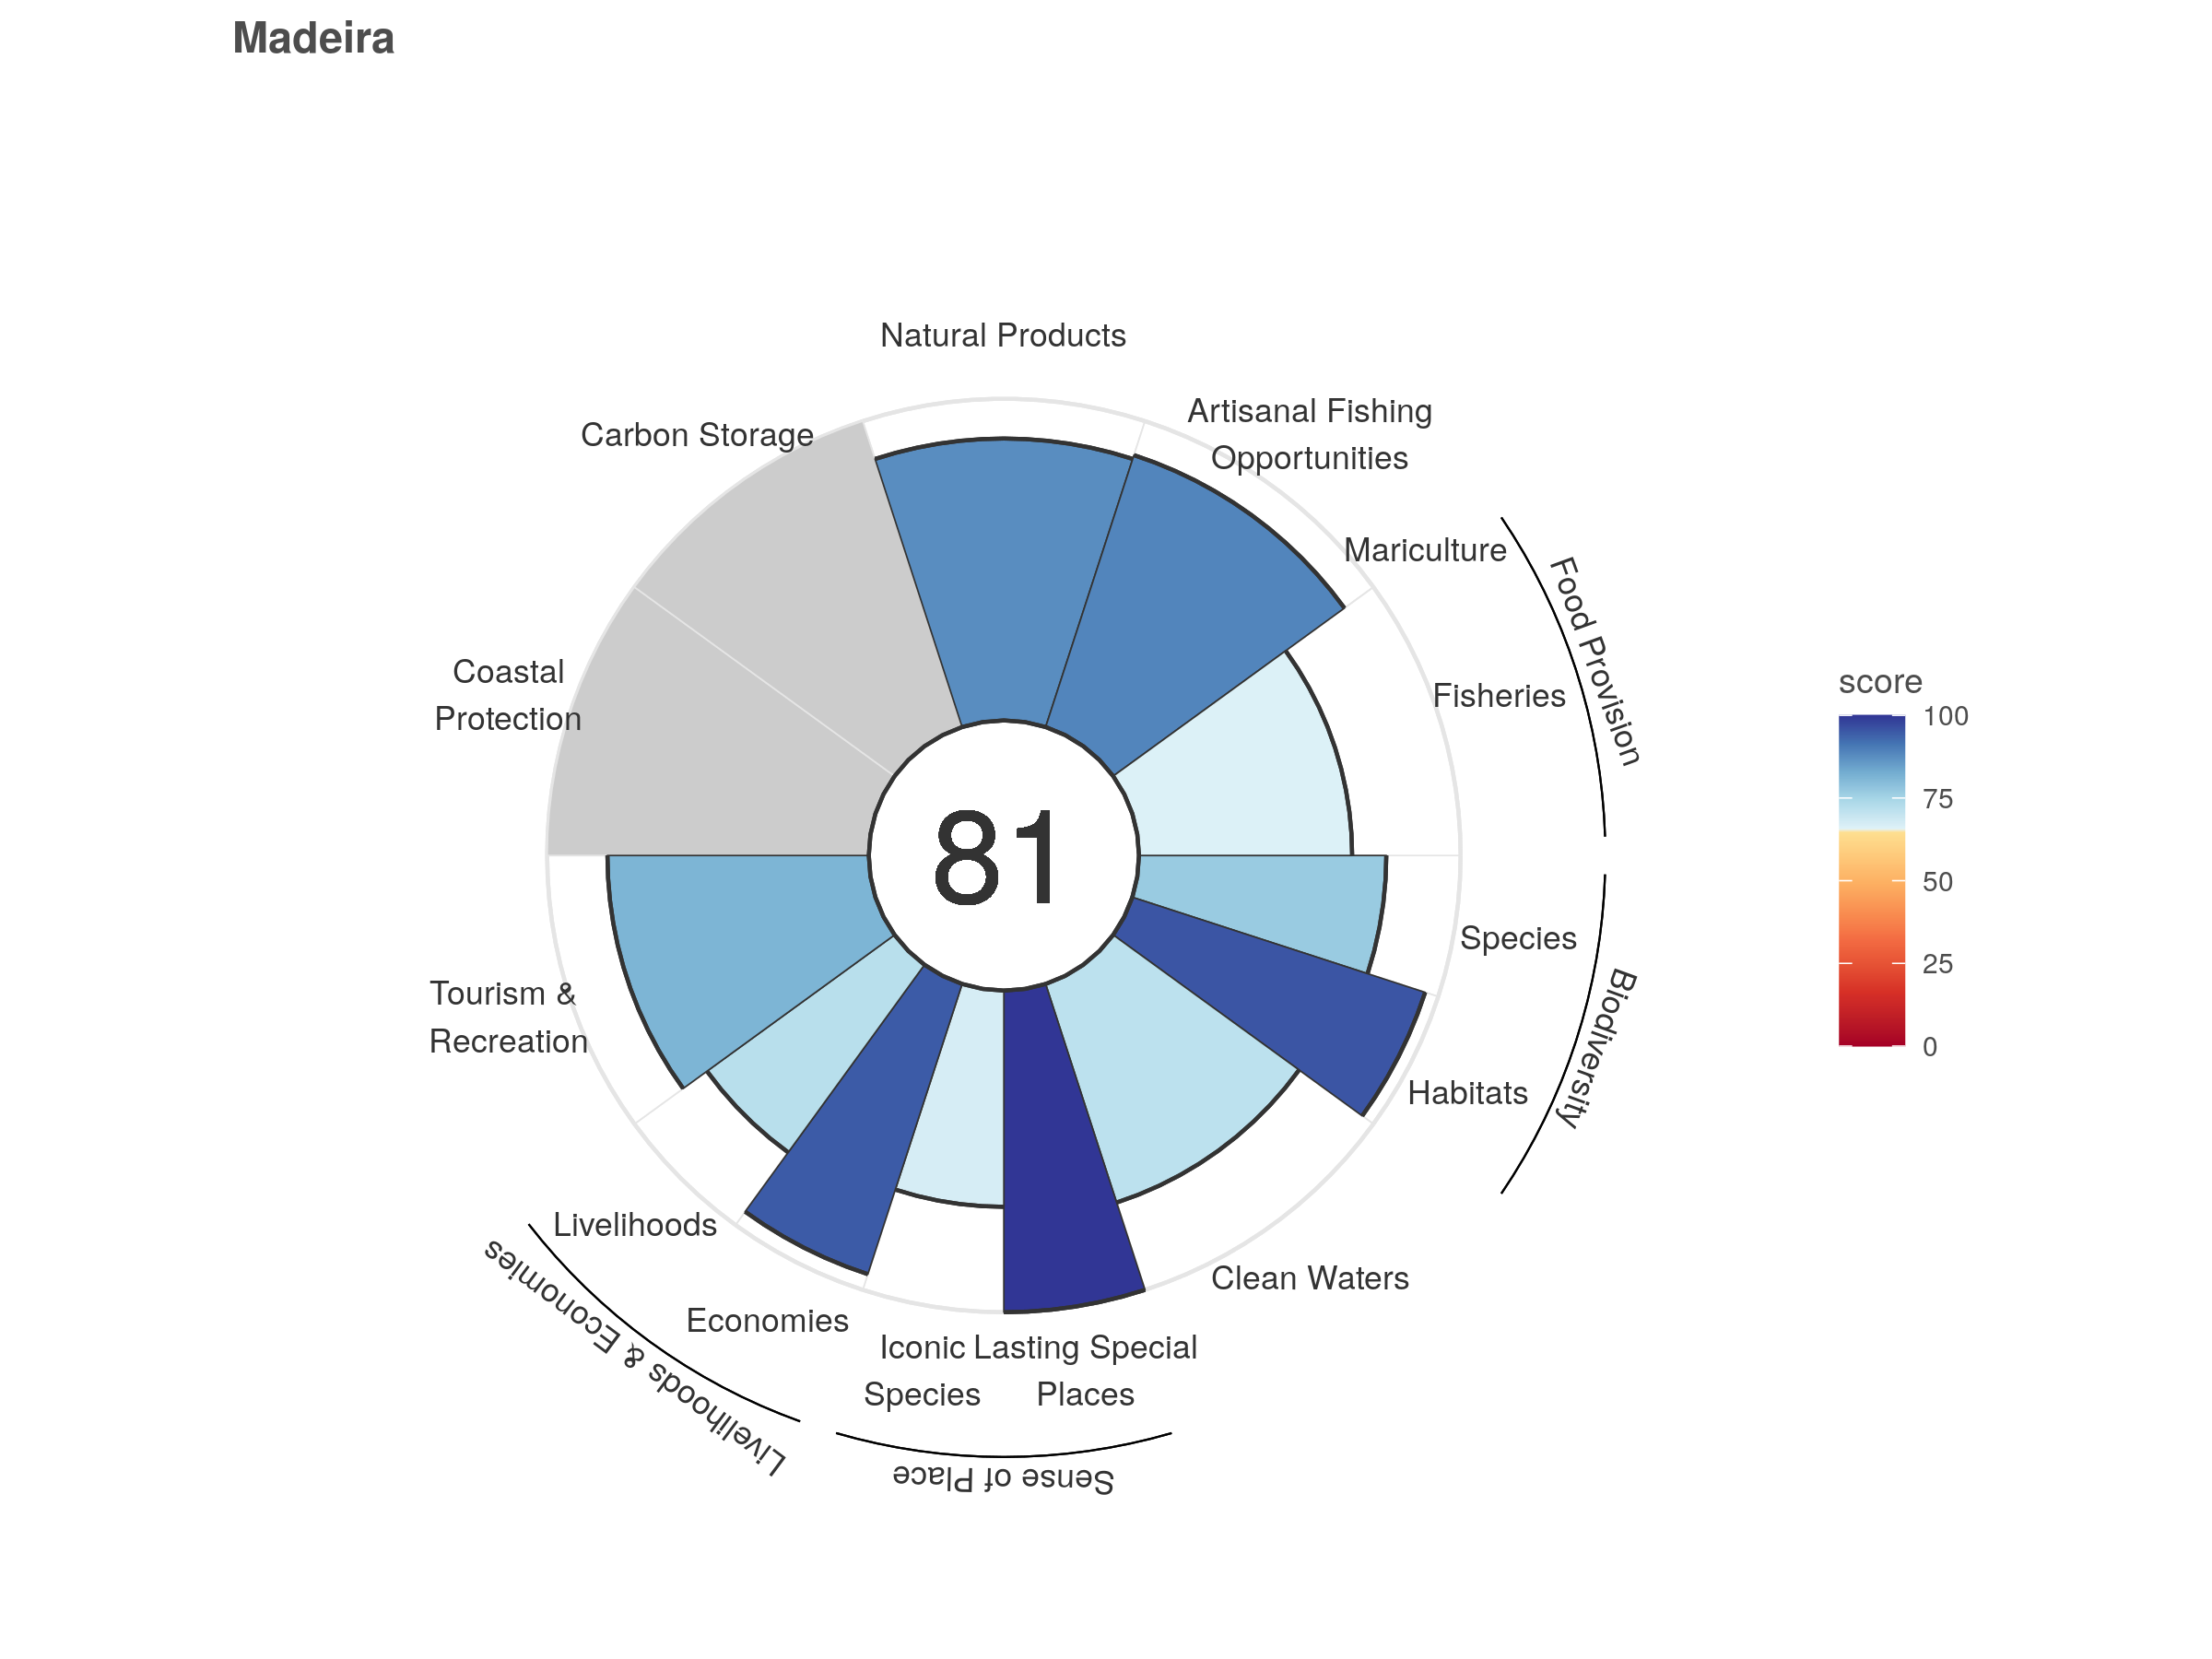 Madeira
Natural Products
Artisanal Fishing
Opportunities
Carbon Storage
Mariculture
Food Provision
Fisheries
Coastal
Protection
score
100
75
50
25
0
81
Species
Biodiversity
Habitats
Tourism &
Recreation
Livelihoods
Clean Waters
Economies
Iconic
Species
Lasting Special
Places
Livelihoods & Economies
Sense of Place